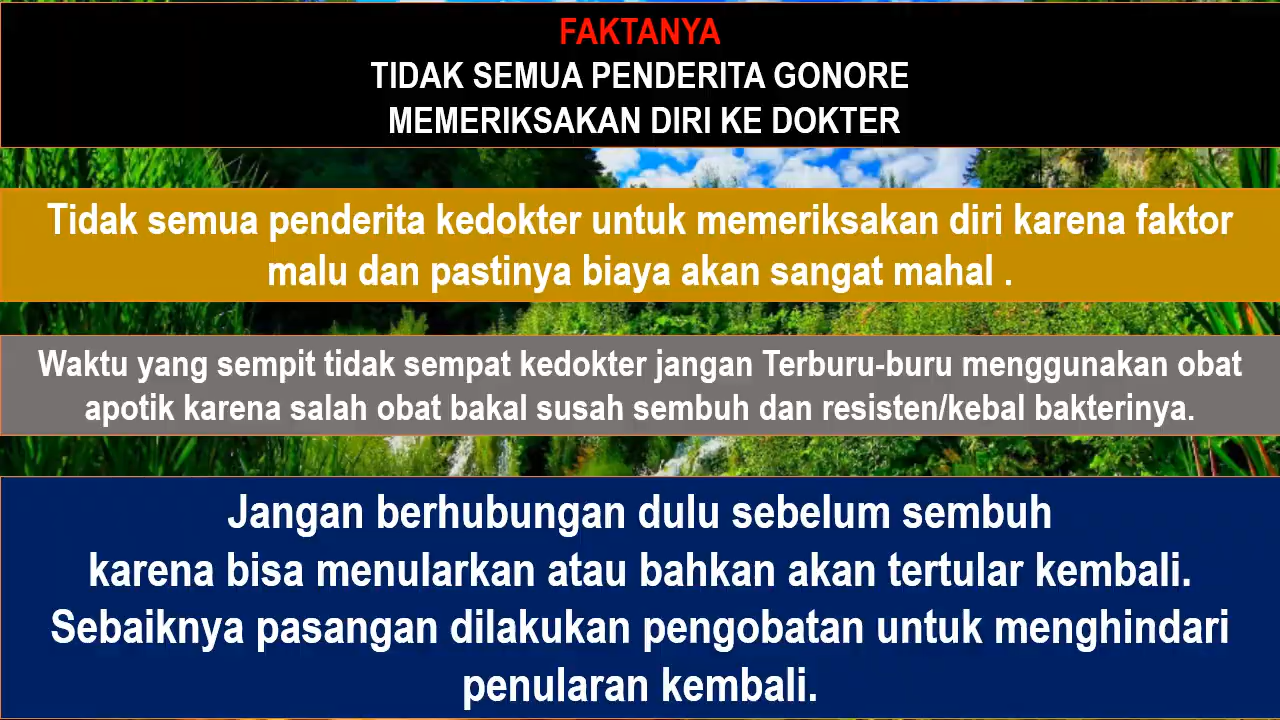 FAKTANYA
TIDAK SEMUA PENDERITA GONORE
MEMERIKSAKAN DIRI KE DOKTER
Tidak semua penderita kedokter untuk memeriksakan diri karena faktor
malu dan pastinya biaya akan sangat mahal .
Waktu yang sempit tidak sempat kedokter jangan Terburu-buru menggunakan obat
apotik karena salah obat bakal susah sembuh dan resisten/kebal bakterinya.
Jangan berhubungan dulu sebelum sembuh
karena bisa menularkan atau bahkan akan tertular kembali.
Sebaiknya pasangan dilakukan pengobatan untuk menghindari
penularan kembali.